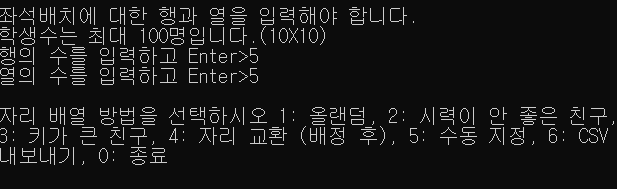 좌석배치에 대한 행과 열을 입력해야 합니다.
학생수는 최대 100명입니다.(10X10)
행의 수를 입력하고 Enter>5
열의 수를 입력하고 Enter>5
자리 배열 방법을 선택하시오 1: 올랜덤, 2: 시력이 안 좋은 친구,
3: 키가 큰 친구, 4: 자리 교환 (배정 후), 5: 수동 지정, 6: CSV
내보내기, 0: 종료